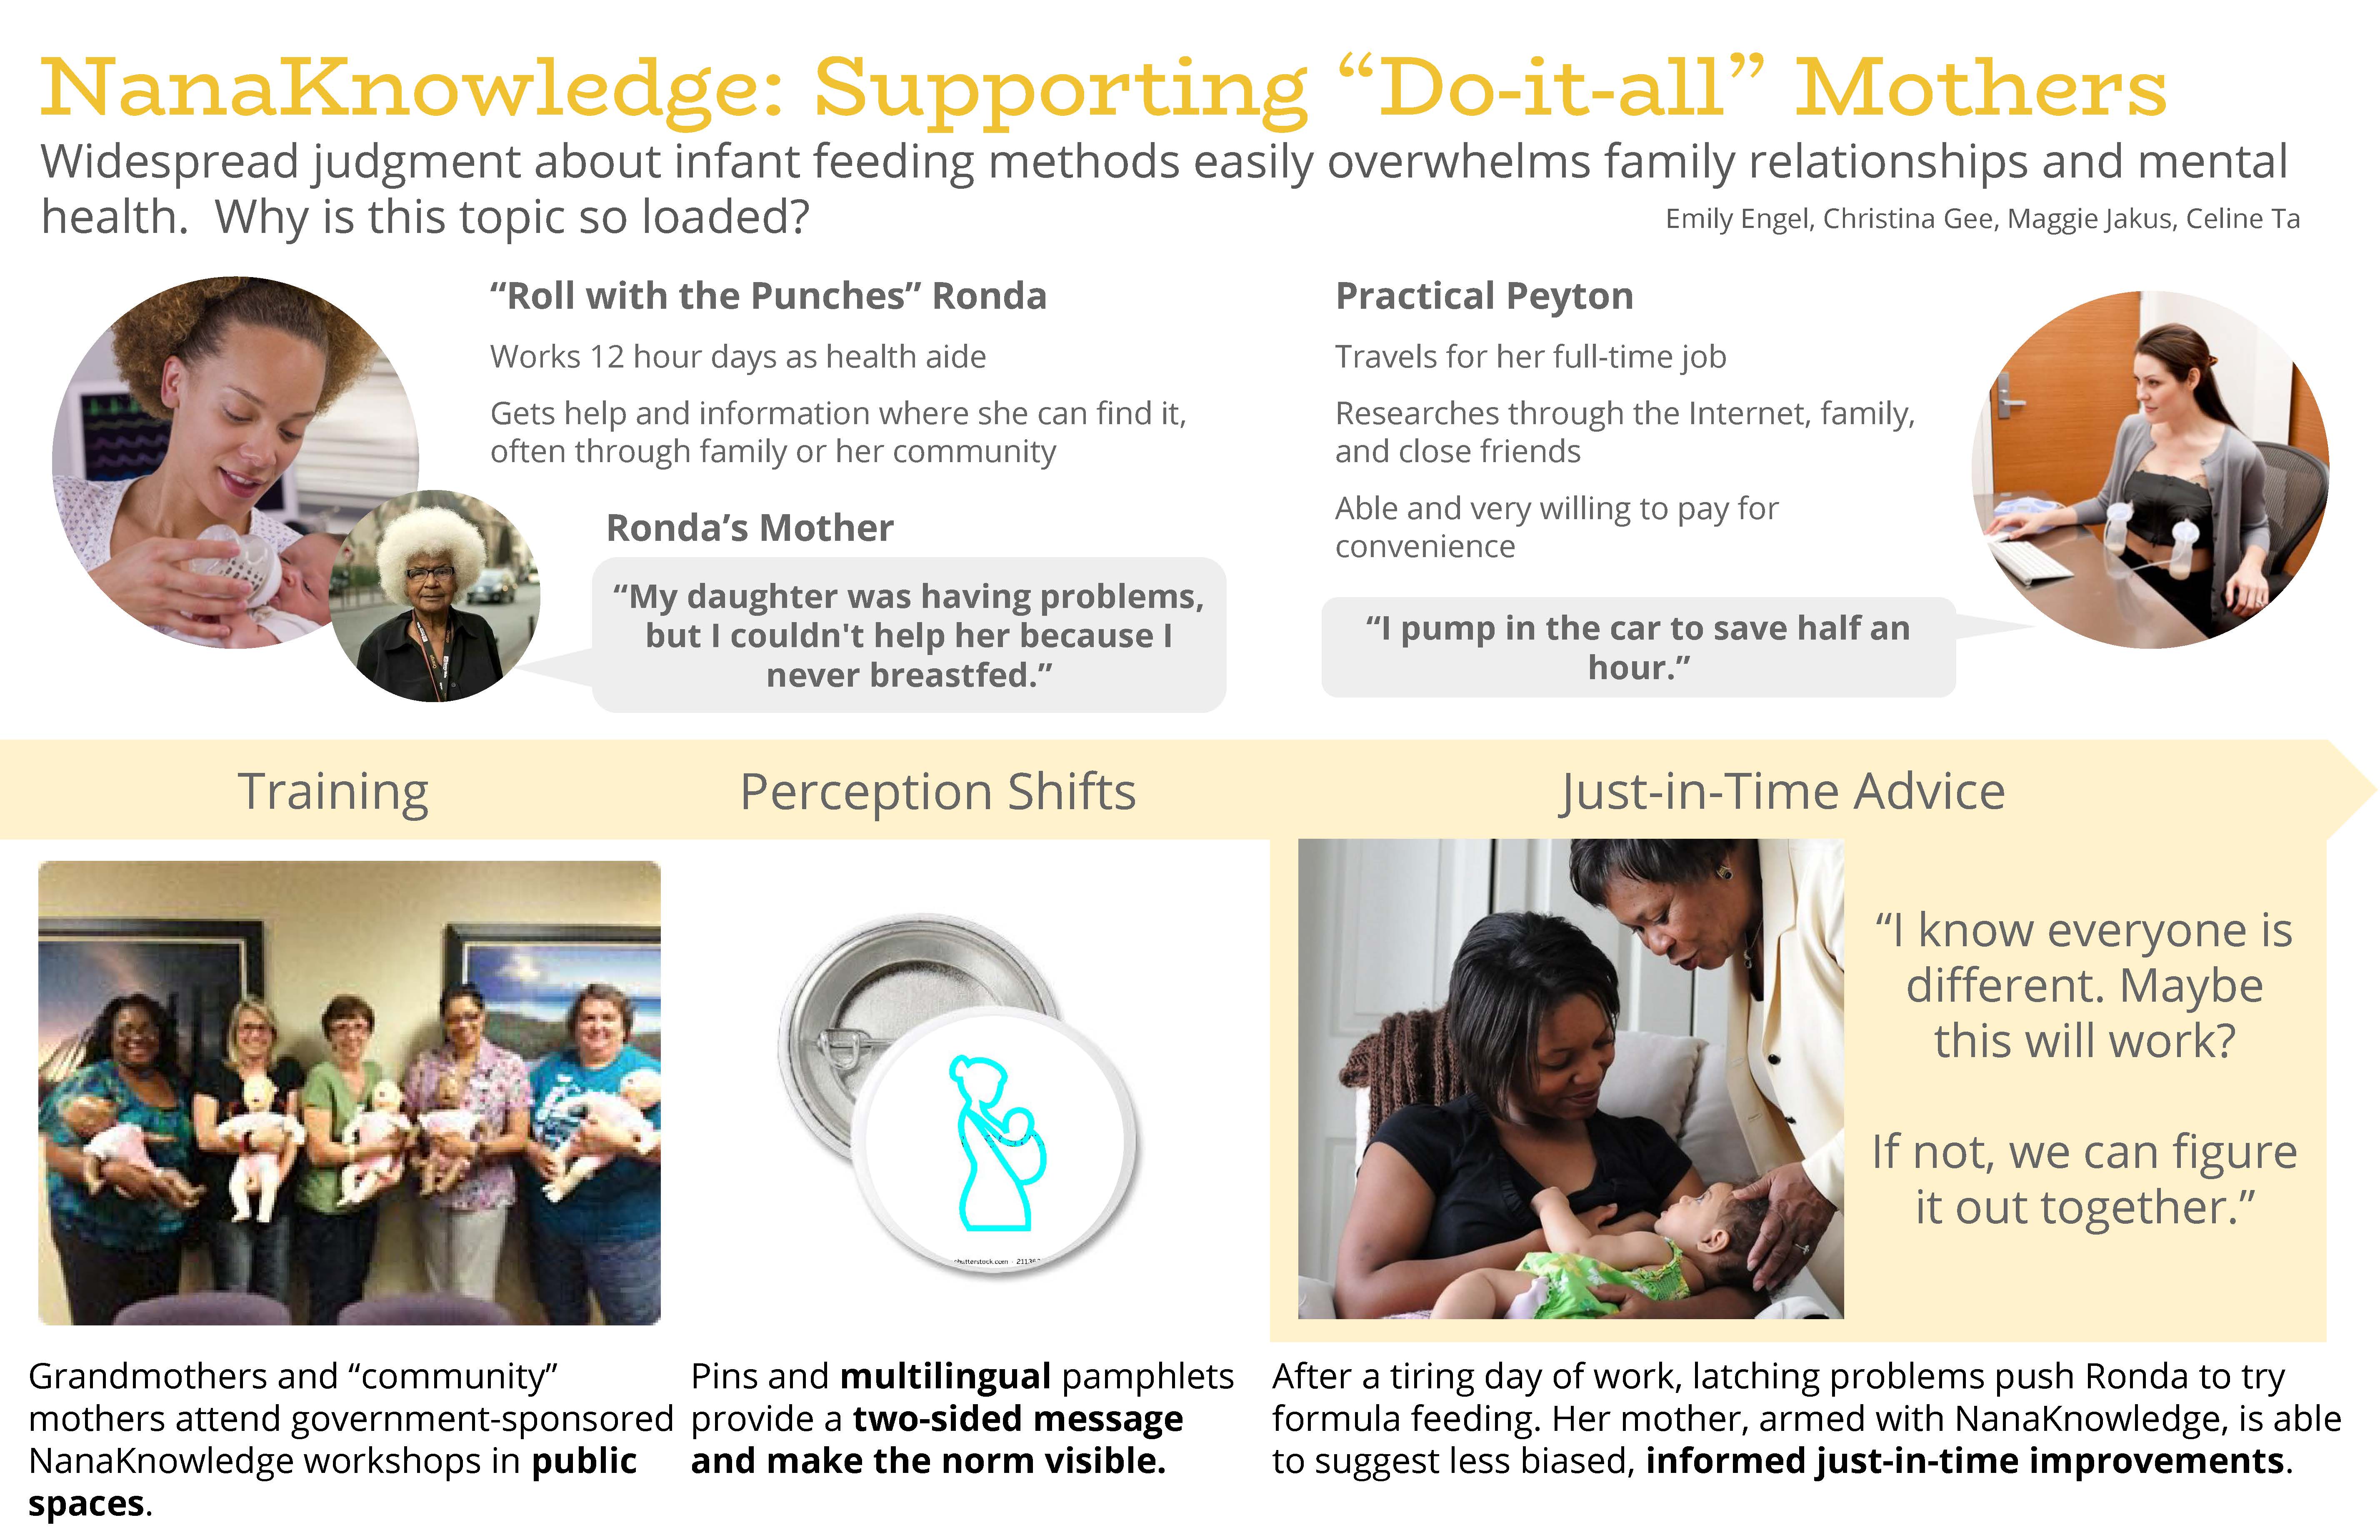 NanaKnowledge: Supporting “Do-it-all” Mothers
Widespread judgment about infant feeding methods easily overwhelms family relationships and mental
health.  Why is this topic so loaded?
Emily Engel, Christina Gee, Maggie Jakus, Celine Ta
“Roll with the Punches” Ronda
Works 12 hour days as health aide
Gets help and information where she can find it,
often through family or her community
Ronda’s Mother
“My daughter was having problems,
but I couldn't help her because I
never breastfed.”
Practical Peyton
Travels for her full-time job
Researches through the Internet, family,
and close friends
Able and very willing to pay for
convenience
“I pump in the car to save half an
hour.”
Training
Perception Shifts
Just-in-Time Advice
“I know everyone is
different. Maybe
this will work?
If not, we can figure
it out together.”
Grandmothers and “community”
mothers attend government-sponsored
NanaKnowledge workshops in public
spaces.
Pins and multilingual pamphlets
provide a two-sided message
and make the norm visible.
After a tiring day of work, latching problems push Ronda to try
formula feeding. Her mother, armed with NanaKnowledge, is able
to suggest less biased, informed just-in-time improvements.